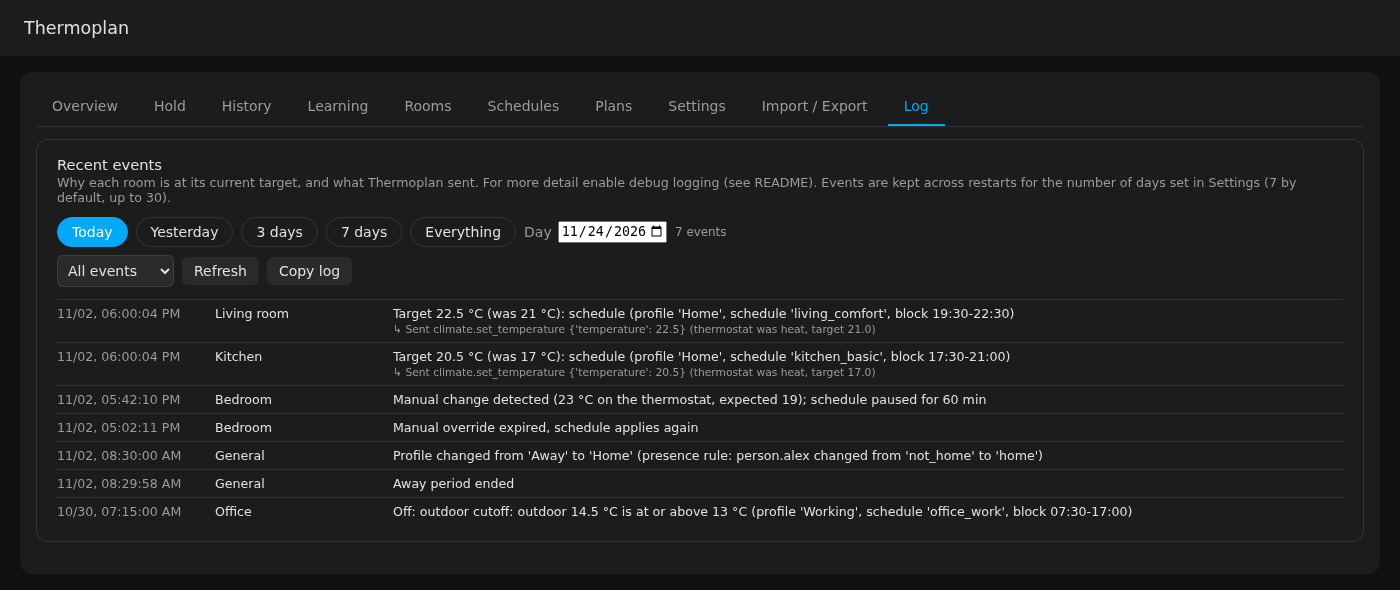 Thermoplan
Overview Hold History Learning Rooms Schedules Plans Settings Import / Export Log
Recent events
Why each room is at its current target, and what Thermoplan sent. For more detail enable debug logging (see README). Events are kept across restarts for the number of days set in Settings (7 by
default, up to 30).
Today Yesterday 3 days 7 days Everything Day 11/24/2026 7 events
All events Refresh Copy log
11/02, 06:00:04 PM Living room Target 22.5 °C (was 21 °C): schedule (profile 'Home', schedule 'living_comfort', block 19:30-22:30)
↳ Sent climate.set_temperature {'temperature': 22.5} (thermostat was heat, target 21.0)
11/02, 06:00:04 PM Kitchen Target 20.5 °C (was 17 °C): schedule (profile 'Home', schedule 'kitchen_basic', block 17:30-21:00)
↳ Sent climate.set_temperature {'temperature': 20.5} (thermostat was heat, target 17.0)
11/02, 05:42:10 PM Bedroom Manual change detected (23 °C on the thermostat, expected 19); schedule paused for 60 min
11/02, 05:02:11 PM Bedroom Manual override expired, schedule applies again
11/02, 08:30:00 AM General Profile changed from 'Away' to 'Home' (presence rule: person.alex changed from 'not_home' to 'home')
11/02, 08:29:58 AM General Away period ended
10/30, 07:15:00 AM Office Off: outdoor cutoff: outdoor 14.5 °C is at or above 13 °C (profile 'Working', schedule 'office_work', block 07:30-17:00)